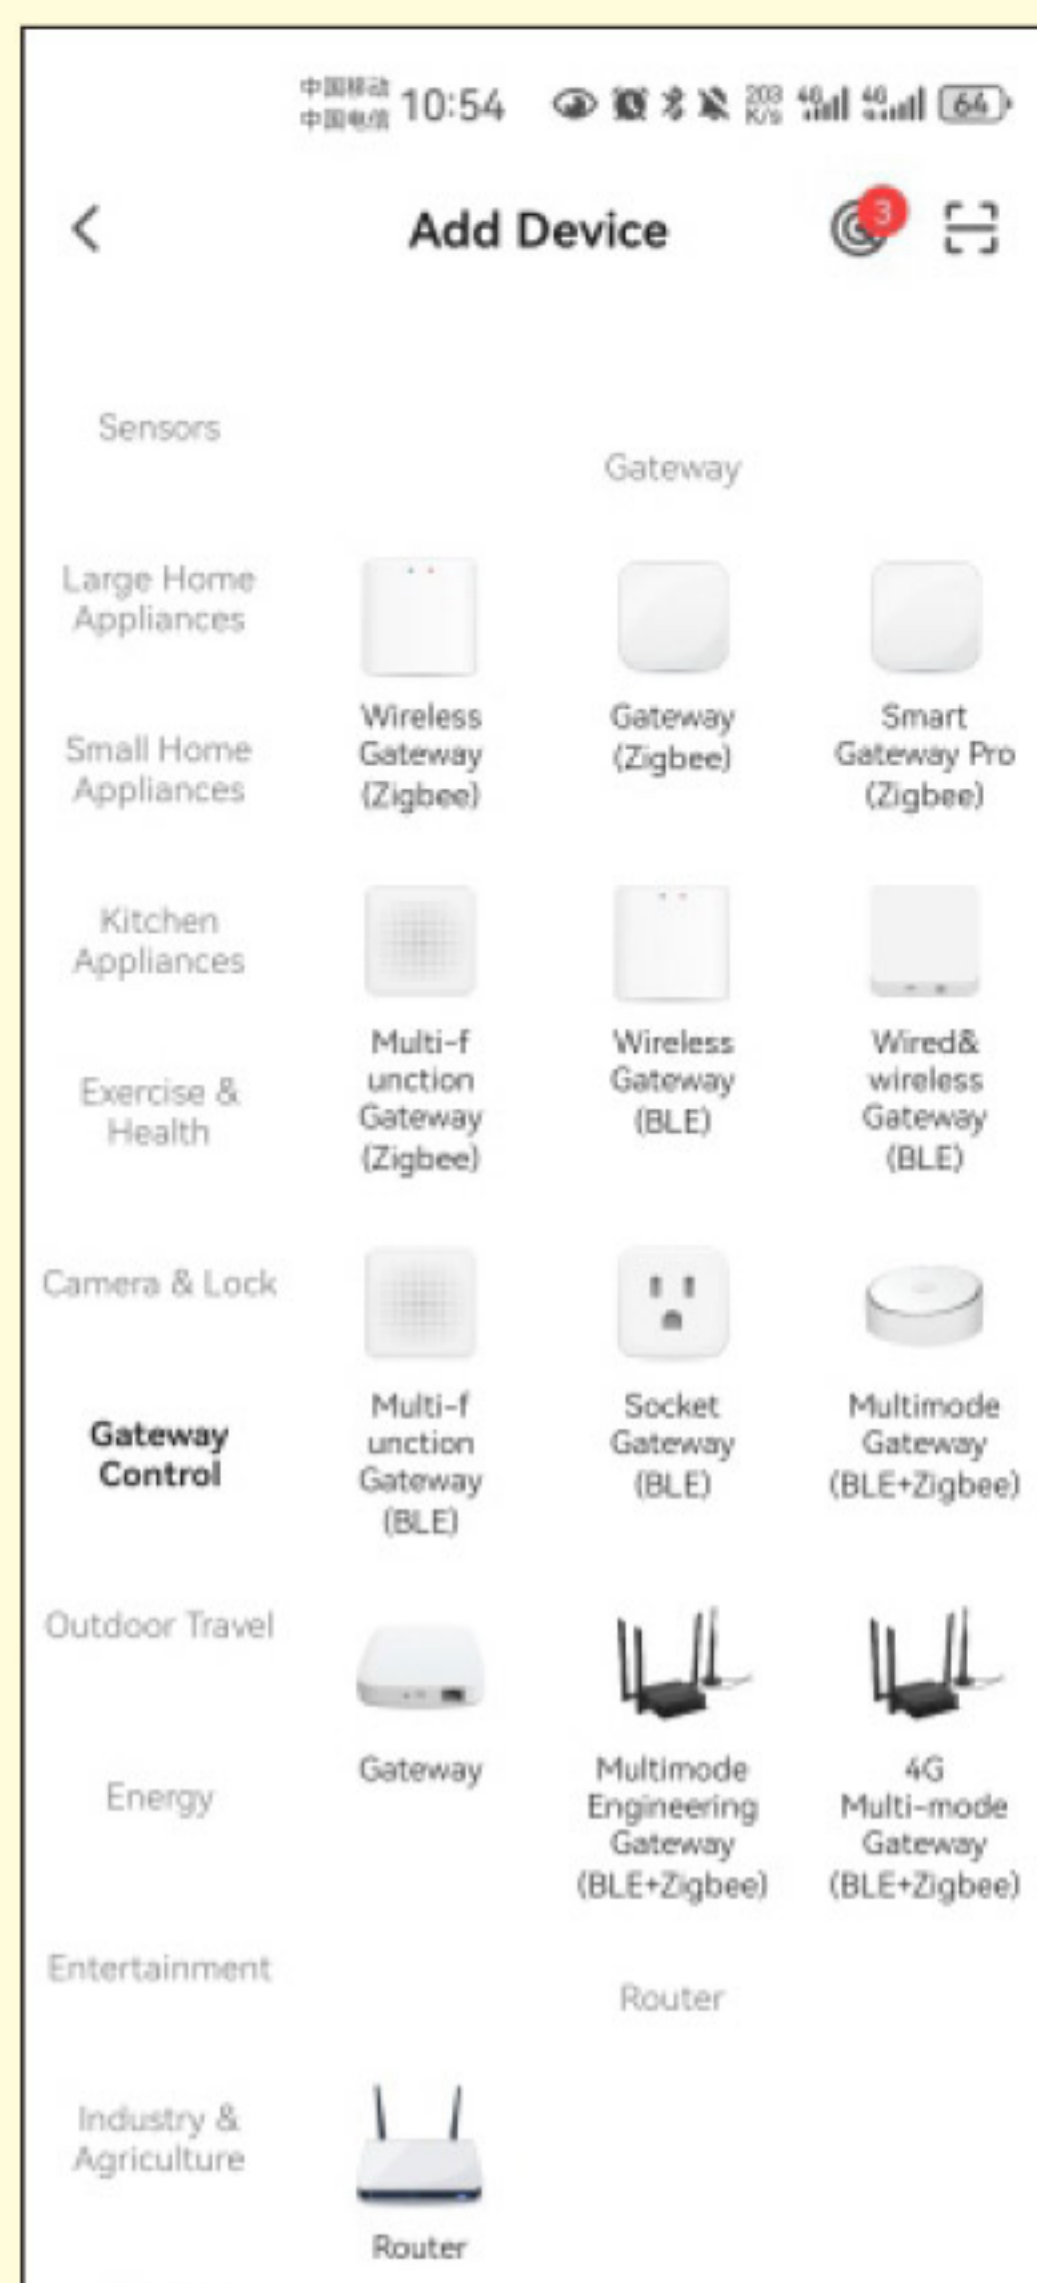 中国移动
中国电信
10:54
203
K/s
4G
4G
64
Add Device
3
Sensors
Large Home
Appliances
Small Home
Appliances
Kitchen
Appliances
Exercise &
Health
Camera & Lock
Gateway
Control
Outdoor Travel
Energy
Entertainment
Industry &
Agriculture
Gateway
Wireless
Gateway
(Zigbee)
Gateway
(Zigbee)
Smart
Gateway Pro
(Zigbee)
Multi-f
unction
Gateway
(Zigbee)
Wireless
Gateway
(BLE)
Wired&
wireless
Gateway
(BLE)
Multi-f
unction
Gateway
(BLE)
Socket
Gateway
(BLE)
Multimode
Gateway
(BLE+Zigbee)
Gateway
Multimode
Engineering
Gateway
(BLE+Zigbee)
4G
Multi-mode
Gateway
(BLE+Zigbee)
Router
Router